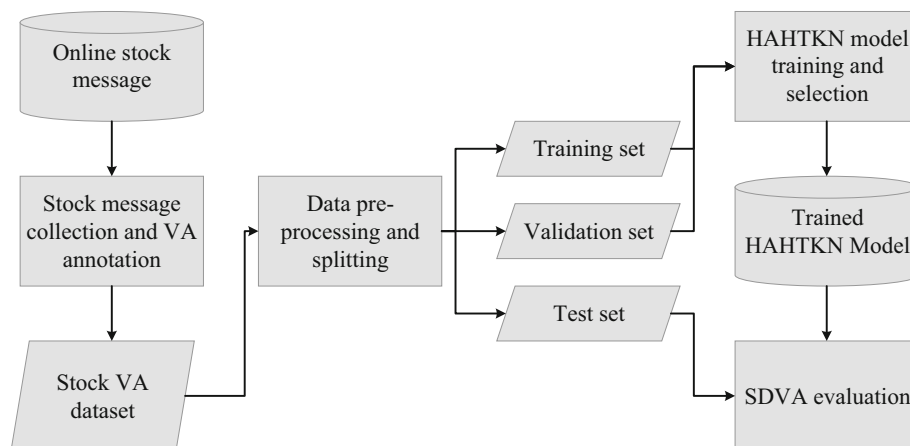 Online stock
message
Stock message
collection and VA
annotation
Stock VA
dataset
Data pre-
processing and
splitting
Training set
Validation set
Test set
HAHTKN model
training and
selection
Trained
HAHTKN Model
SDVA evaluation